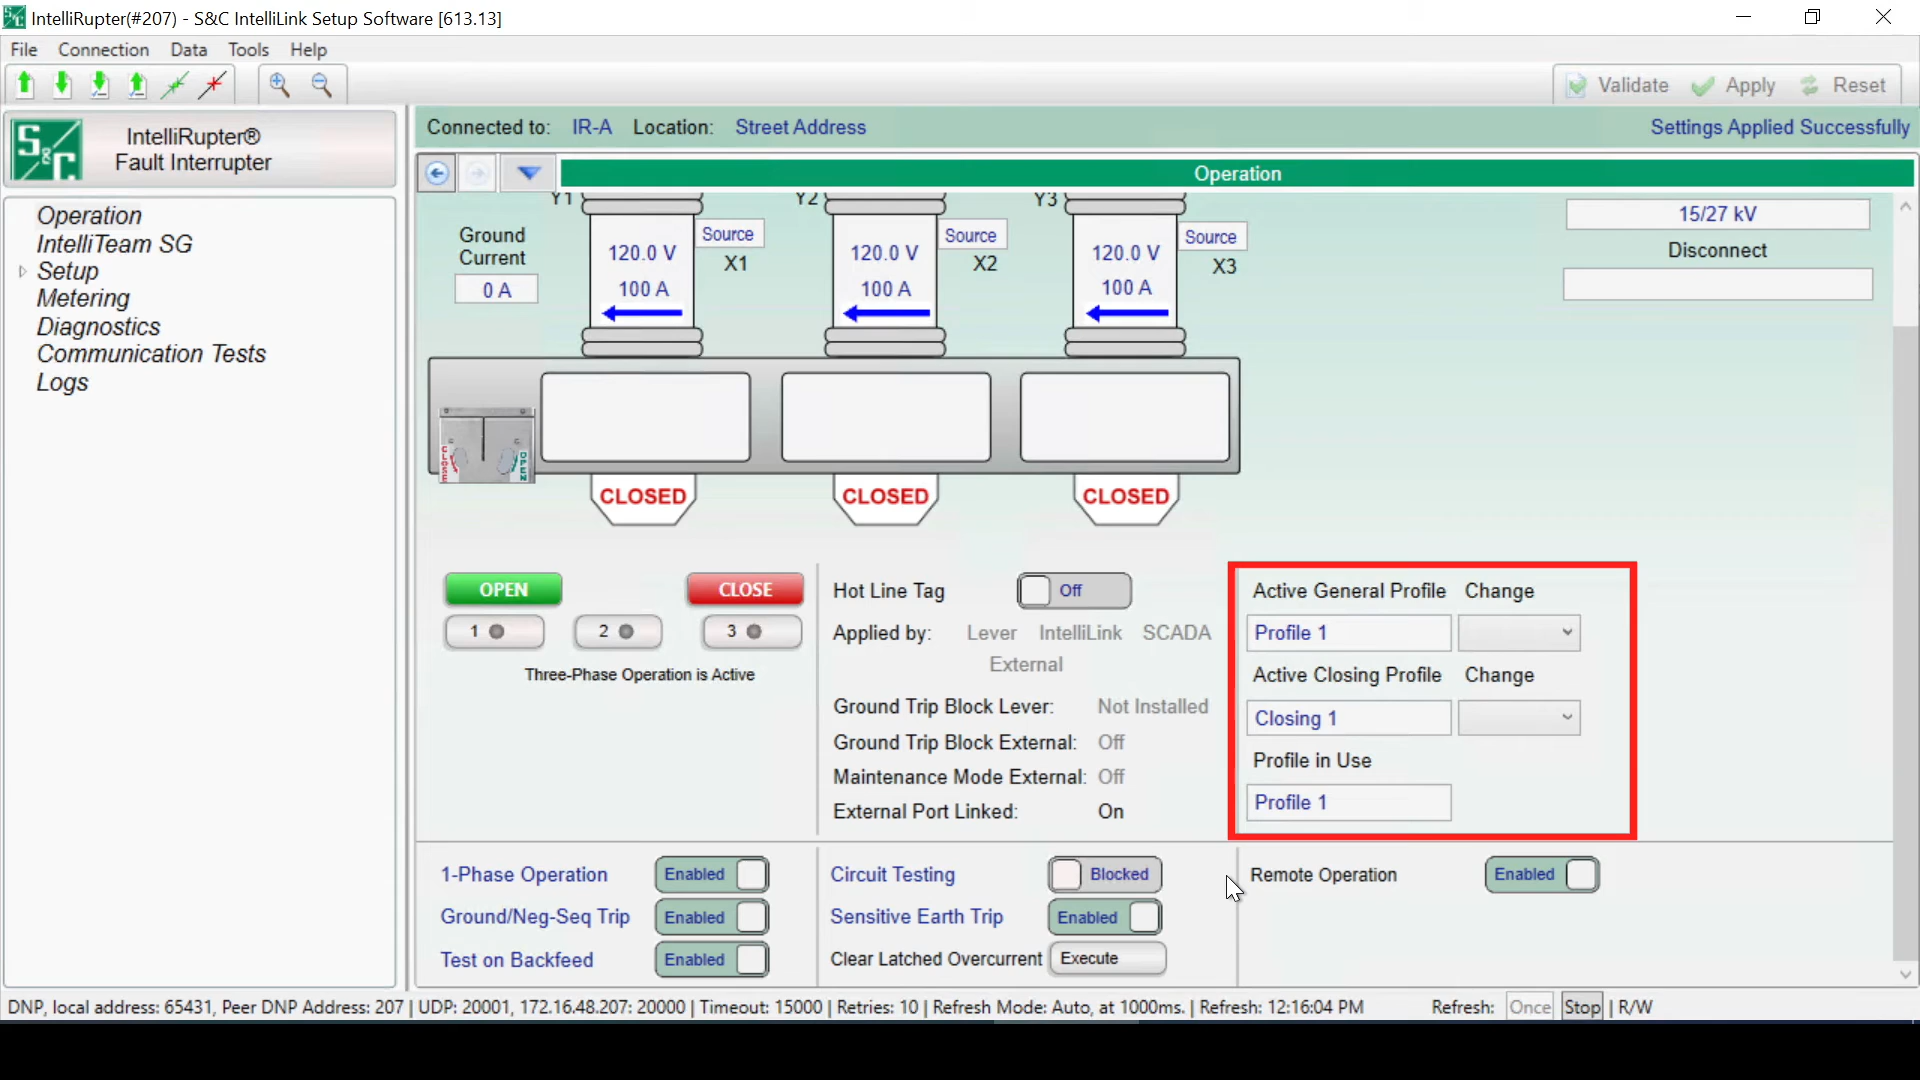 IntelliRupter(#207) - S&C IntelliLink Setup Software [613.13]
File Connection Data Tools Help
Validate Apply Reset
S&C
IntelliRupter®
Fault Interrupter
Connected to: IR-A Location: Street Address Settings Applied Successfully
Operation
Operation
IntelliTeam SG
Setup
Metering
Diagnostics
Communication Tests
Logs
Y1 Y2 Y3
Ground
Current
0 A
120.0 V
100 A
Source
X1
120.0 V
100 A
Source
X2
120.0 V
100 A
Source
X3
15/27 kV
Disconnect
CLOSE OPEN
CLOSED CLOSED CLOSED
OPEN CLOSE
1 2 3
Three-Phase Operation is Active
Hot Line Tag Off
Applied by: Lever IntelliLink SCADA
External
Ground Trip Block Lever: Not Installed
Ground Trip Block External: Off
Maintenance Mode External: Off
External Port Linked: On
Active General Profile Change
Profile 1
Active Closing Profile Change
Closing 1
Profile in Use
Profile 1
1-Phase Operation Enabled
Ground/Neg-Seq Trip Enabled
Test on Backfeed Enabled
Circuit Testing Blocked
Sensitive Earth Trip Enabled
Clear Latched Overcurrent Execute
Remote Operation Enabled
DNP, local address: 65431, Peer DNP Address: 207 | UDP: 20001, 172.16.48.207: 20000 | Timeout: 15000 | Retries: 10 | Refresh Mode: Auto, at 1000ms. | Refresh: 12:16:04 PM Refresh: Once Stop | R/W